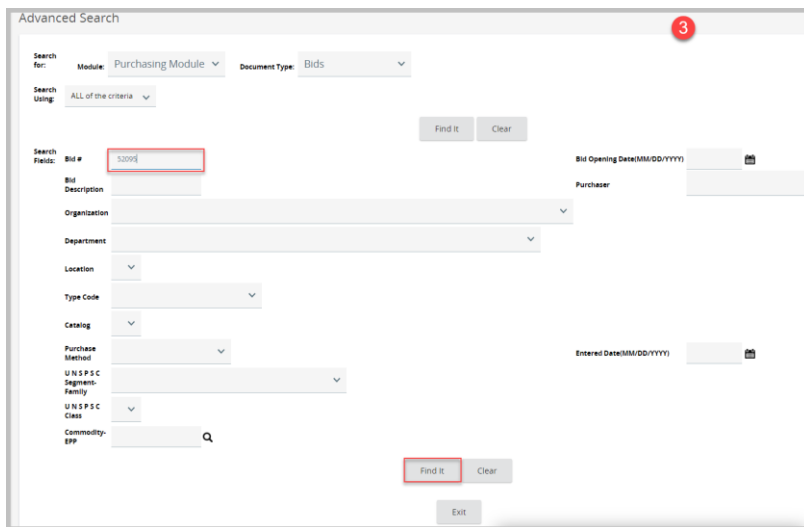 Advanced Search
3
Search for: Module: Purchasing Module Document Type: Bids
Search Using: ALL of the criteria
Find It Clear
Search Fields: Bid # 52095 Bid Opening Date(MM/DD/YYYY)
Bid Description Purchaser
Organization
Department
Location
Type Code
Catalog
Purchase Method Entered Date(MM/DD/YYYY)
UNSPSC Segment-Family
UNSPSC Class
Commodity-EPP
Find It Clear
Exit